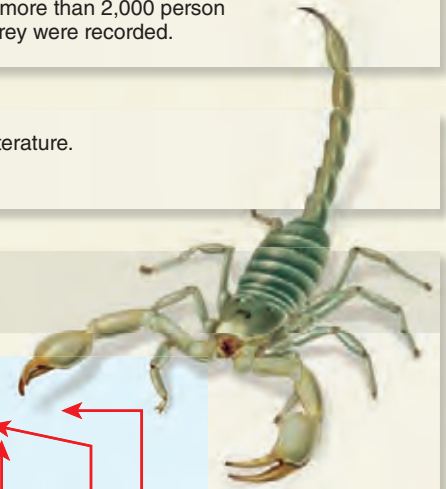 more than 2,000 person
rey were recorded.
terature.